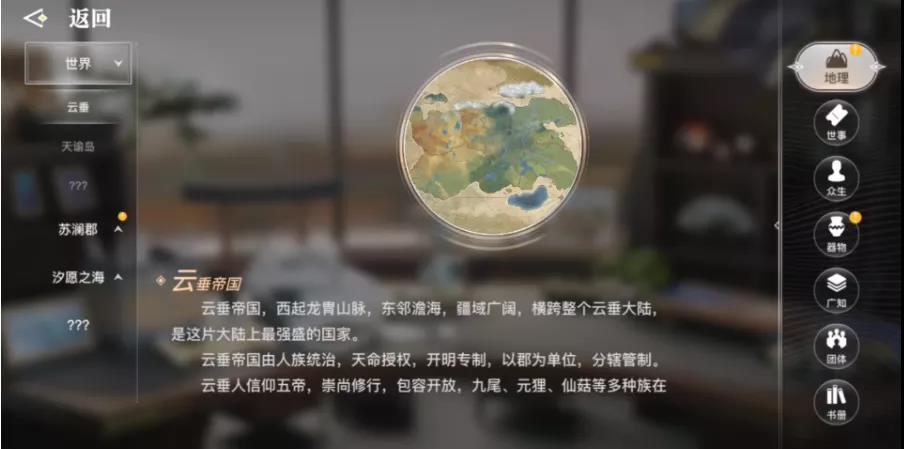 返回
世界
云垂
天谕岛
???
苏澜郡
汐愿之海
???
云垂帝国
云垂帝国，西起龙胄山脉，东邻澹海，疆域广阔，横跨整个云垂大陆，
是这片大陆上最强盛的国家。
云垂帝国由人族统治，天命授权，开明专制，以郡为单位，分辖管制。
云垂人信仰五帝，崇尚修行，包容开放，九尾、元狸、仙菇等多种族在
地理
世事
众生
器物
广知
团体
书册